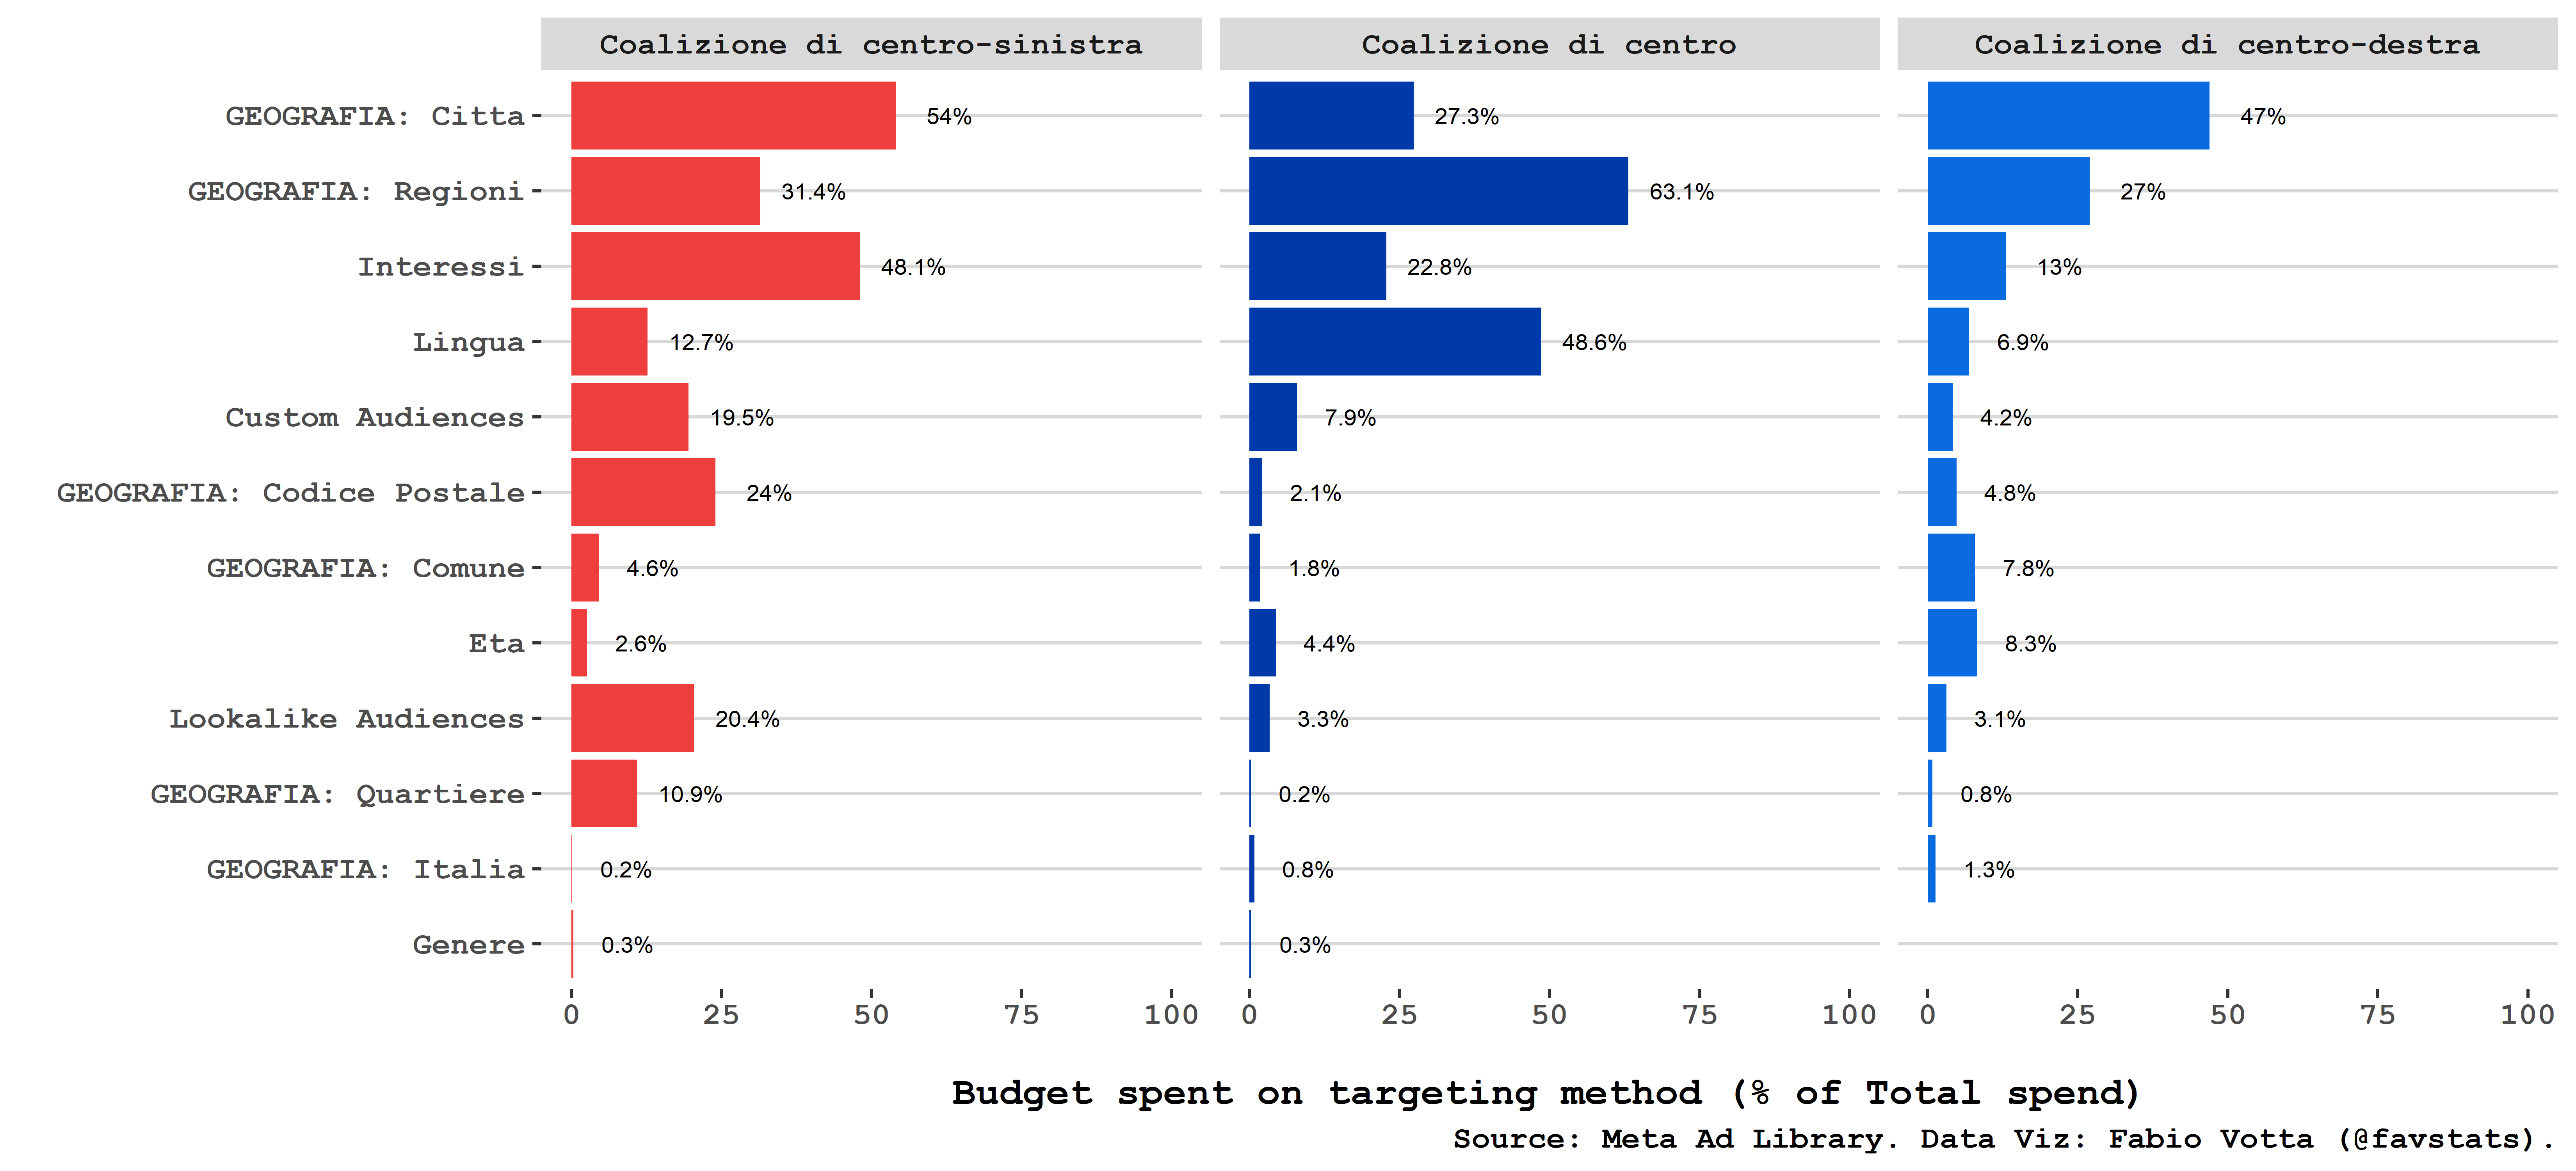 Coalizione di centro-sinistra Coalizione di centro Coalizione di centro-destra
GEOGRAFIA: Citta 54% 27.3% 47%
GEOGRAFIA: Regioni 31.4% 63.1% 27%
Interessi 48.1% 22.8% 13%
Lingua 12.7% 48.6% 6.9%
Custom Audiences 19.5% 7.9% 4.2%
GEOGRAFIA: Codice Postale 24% 2.1% 4.8%
GEOGRAFIA: Comune 4.6% 1.8% 7.8%
Eta 2.6% 4.4% 8.3%
Lookalike Audiences 20.4% 3.3% 3.1%
GEOGRAFIA: Quartiere 10.9% 0.2% 0.8%
GEOGRAFIA: Italia 0.2% 0.8% 1.3%
Genere 0.3% 0.3%
0 25 50 75 100 0 25 50 75 100 0 25 50 75 100
Budget spent on targeting method (% of Total spend)
Source: Meta Ad Library. Data Viz: Fabio Votta (@favstats).